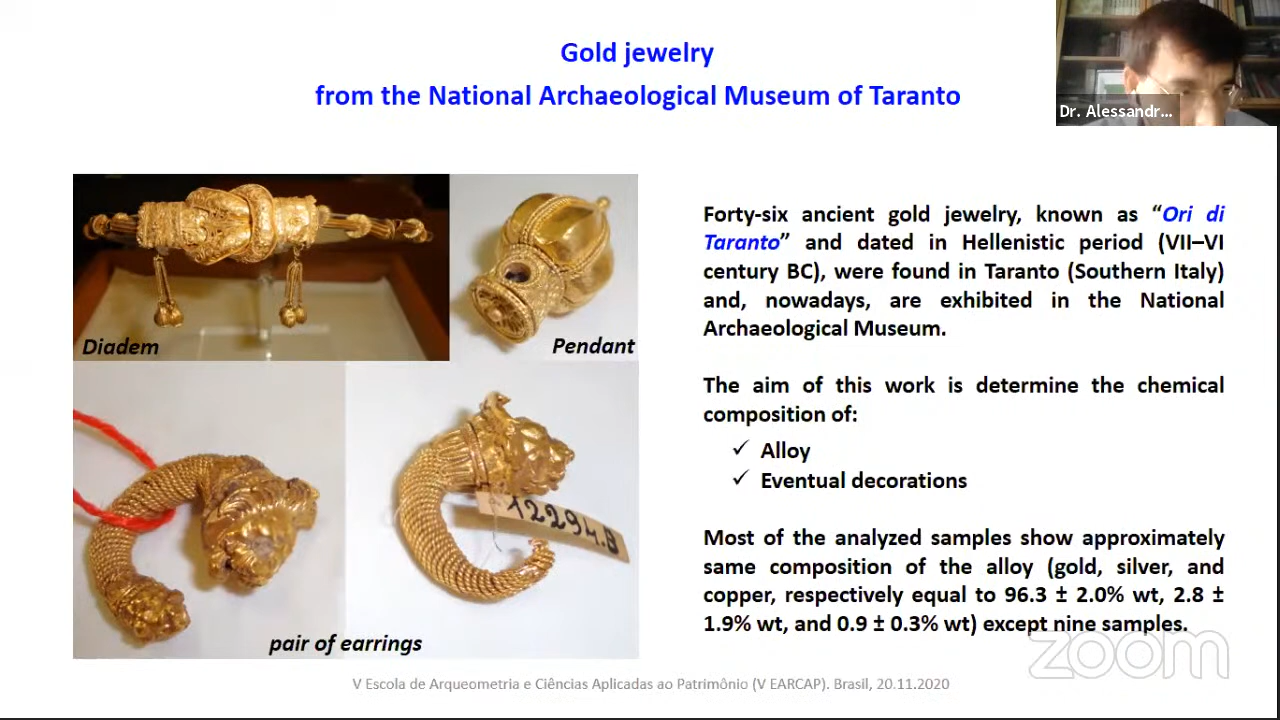 Gold jewelry
from the National Archaeological Museum of Taranto
Dr. Alessandr...
Diadem
Pendant
12294.B
pair of earrings
Forty-six ancient gold jewelry, known as “Ori di
Taranto” and dated in Hellenistic period (VII–VI
century BC), were found in Taranto (Southern Italy)
and, nowadays, are exhibited in the National
Archaeological Museum.
The aim of this work is determine the chemical
composition of:
✓ Alloy
✓ Eventual decorations
Most of the analyzed samples show approximately
same composition of the alloy (gold, silver, and
copper, respectively equal to 96.3 ± 2.0% wt, 2.8 ±
1.9% wt, and 0.9 ± 0.3% wt) except nine samples.
zoom
V Escola de Arqueometria e Ciências Aplicadas ao Patrimônio (V EARCAP). Brasil, 20.11.2020